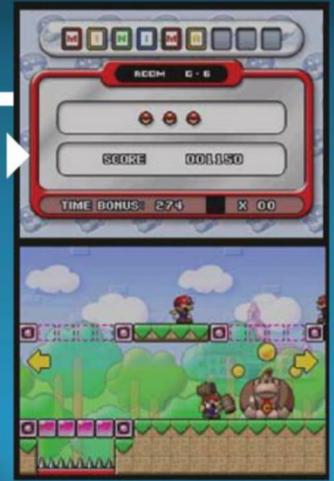 M I N I M A
ROOM 6-6
SCORE 001150
TIME BONUS: 274 X 00